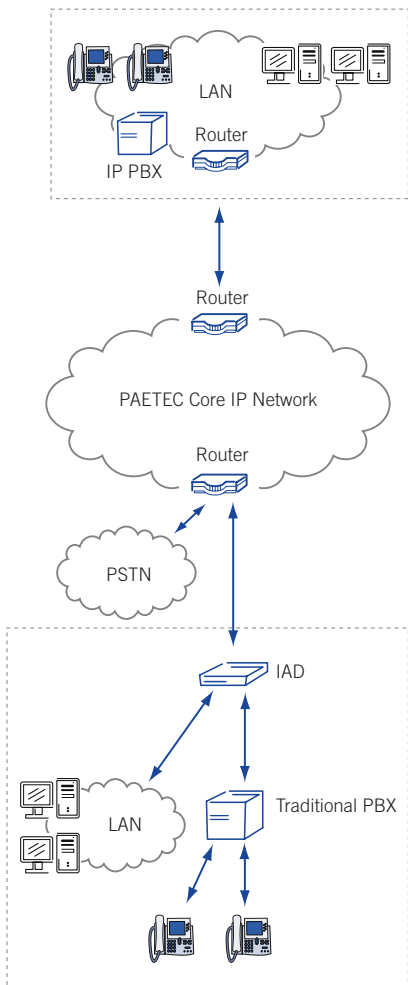 LAN
Router
IP PBX
Router
PAETEC Core IP Network
Router
PSTN
IAD
Traditional PBX
LAN